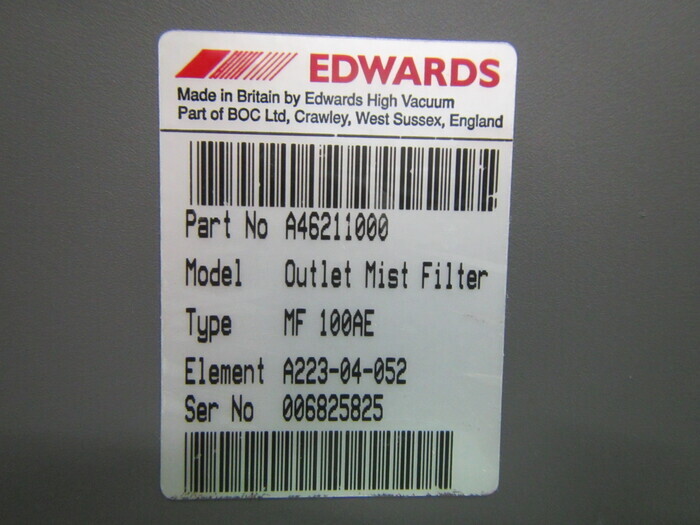 EDWARDS
Made in Britain by Edwards High Vacuum
Part of BOC Ltd, Crawley, West Sussex, England
Part No A46211000
Model Outlet Mist Filter
Type MF 100AE
Element A223-04-052
Ser No 006825825